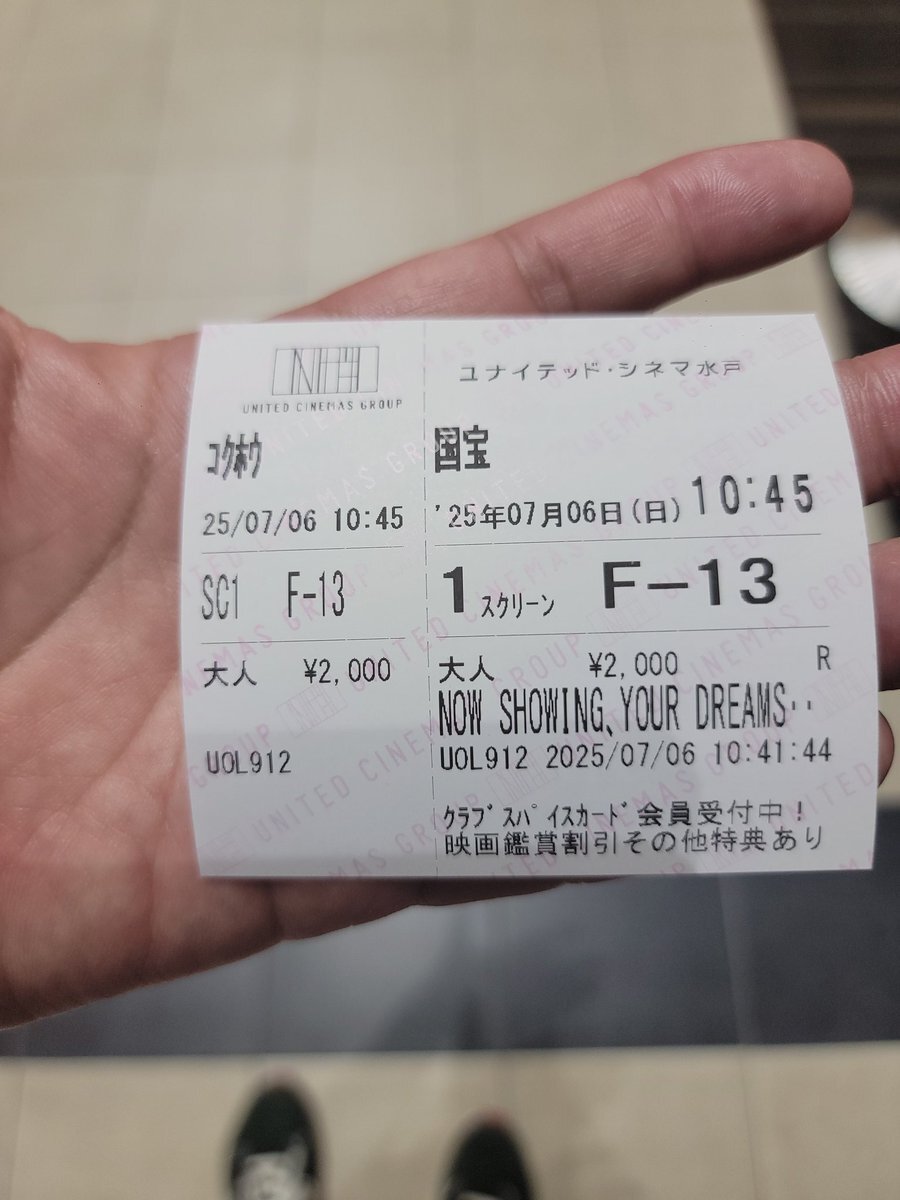 UNITED CINEMAS GROUP
コクホウ
25/07/06 10:45
SC1 F-13
大人 ¥2,000
UOL912
ユナイテッド・シネマ水戸
国宝
'25年07月06日(日) 10:45
1 スクリーン F-13
大人 ¥2,000 R
NOW SHOWING、YOUR DREAMS··
UOL912 2025/07/06 10:41:44
クラブスパイスカード会員受付中!
映画鑑賞割引その他特典あり